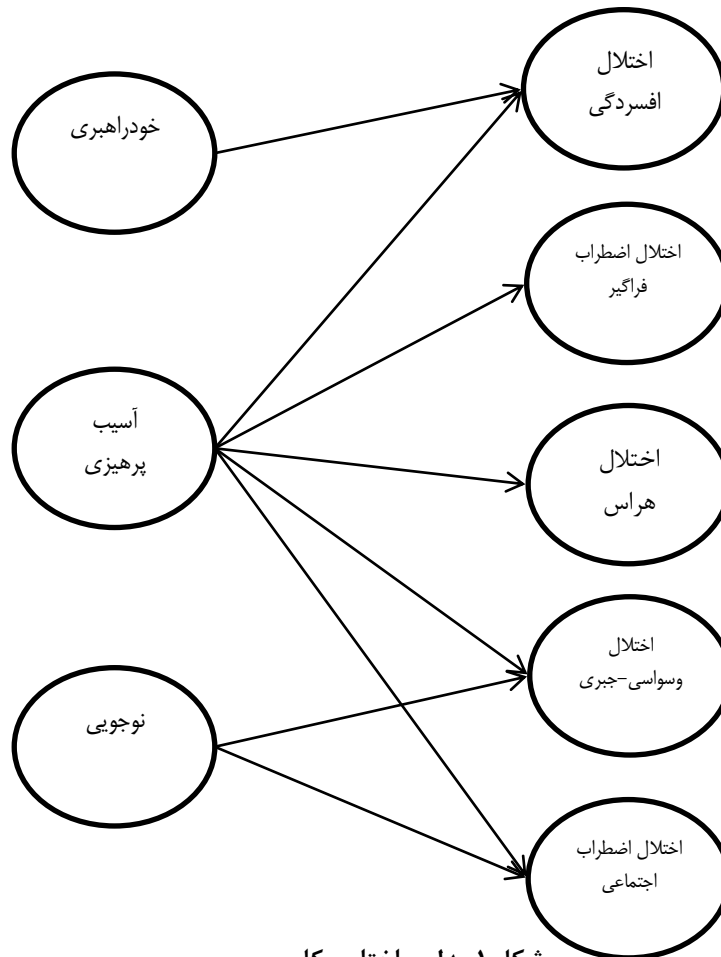 اختلال
افسردگی
خودراهبری
اختلال اضطراب
فراگیر
آسیب
پرهیزی
اختلال
هراس
اختلال
وسواسی-جبری
نوجویی
اختلال اضطراب
اجتماعی